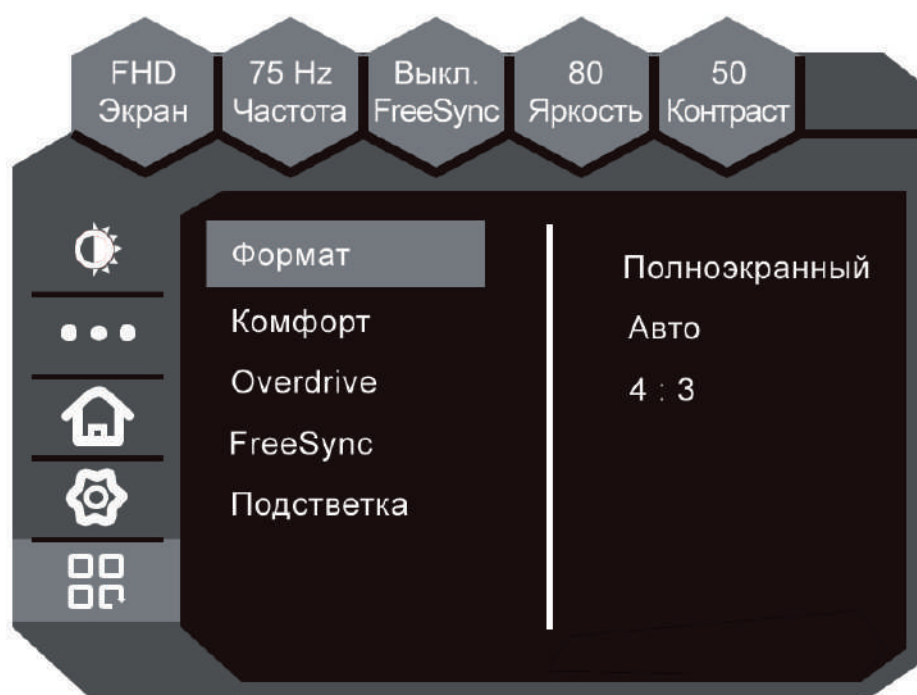 FHD
Экран
75 Hz
Частота
Выкл.
FreeSync
80
Яркость
50
Контраст
Формат
Комфорт
Overdrive
FreeSync
Подстветка
Полноэкранный
Авто
4 : 3